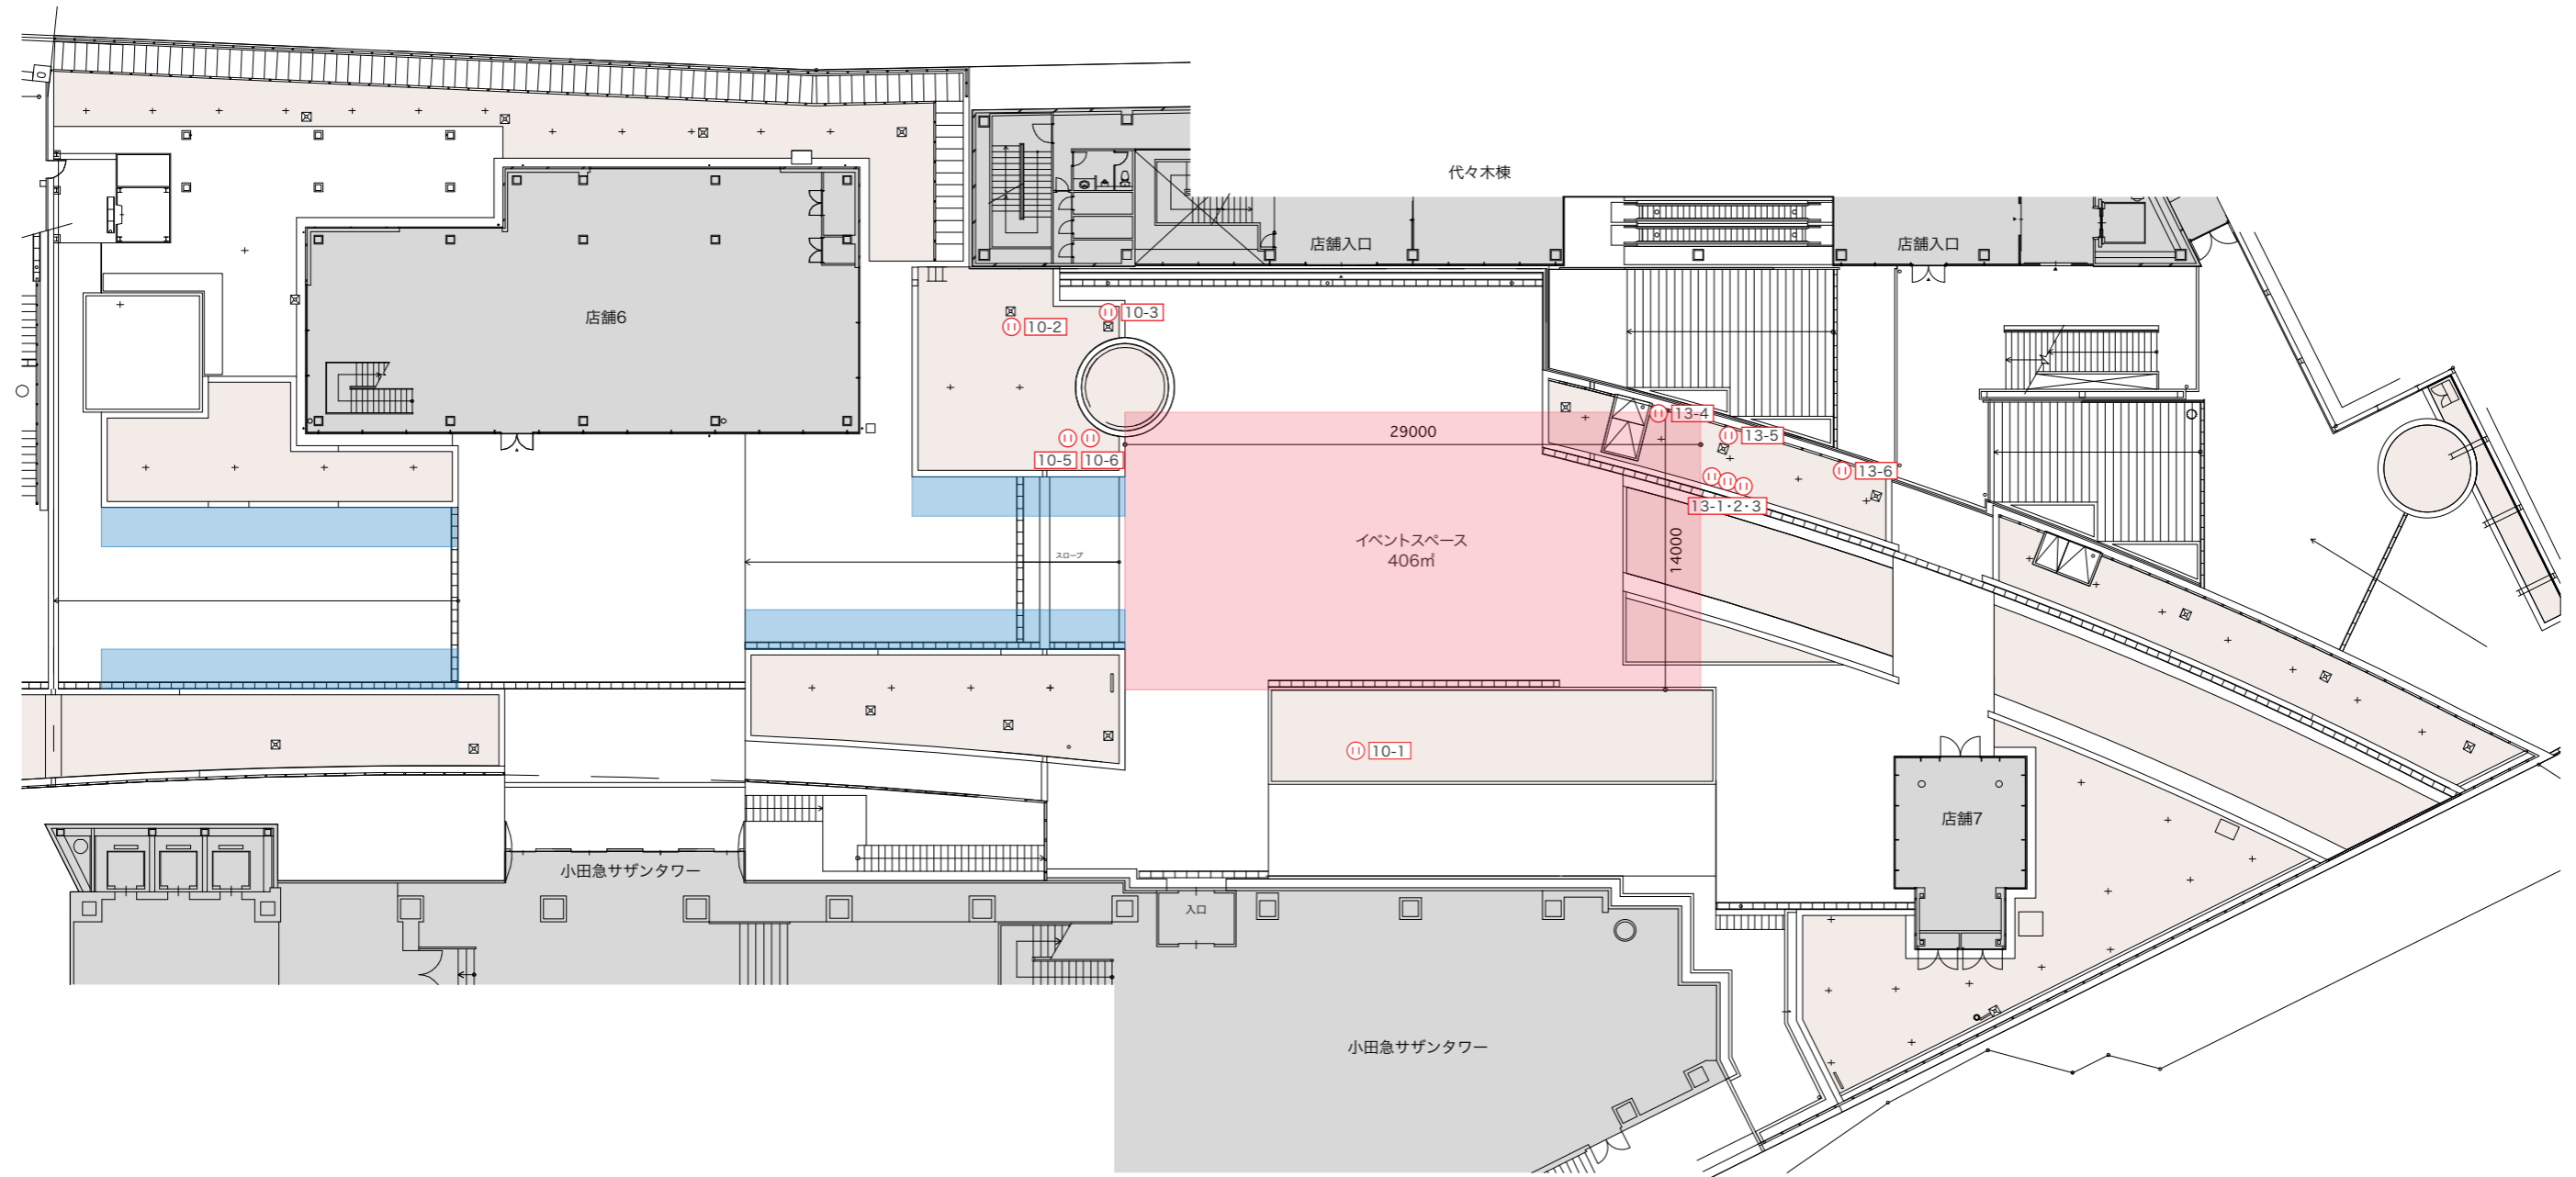 代々木棟
店舗入口
店舗入口
店舗6
10-2
10-3
13-4
13-5
13-6
29000
10-5
10-6
13-1・2・3
イベントスペース
406㎡
14000
スロープ
10-1
店舗7
小田急サザンタワー
入口
小田急サザンタワー